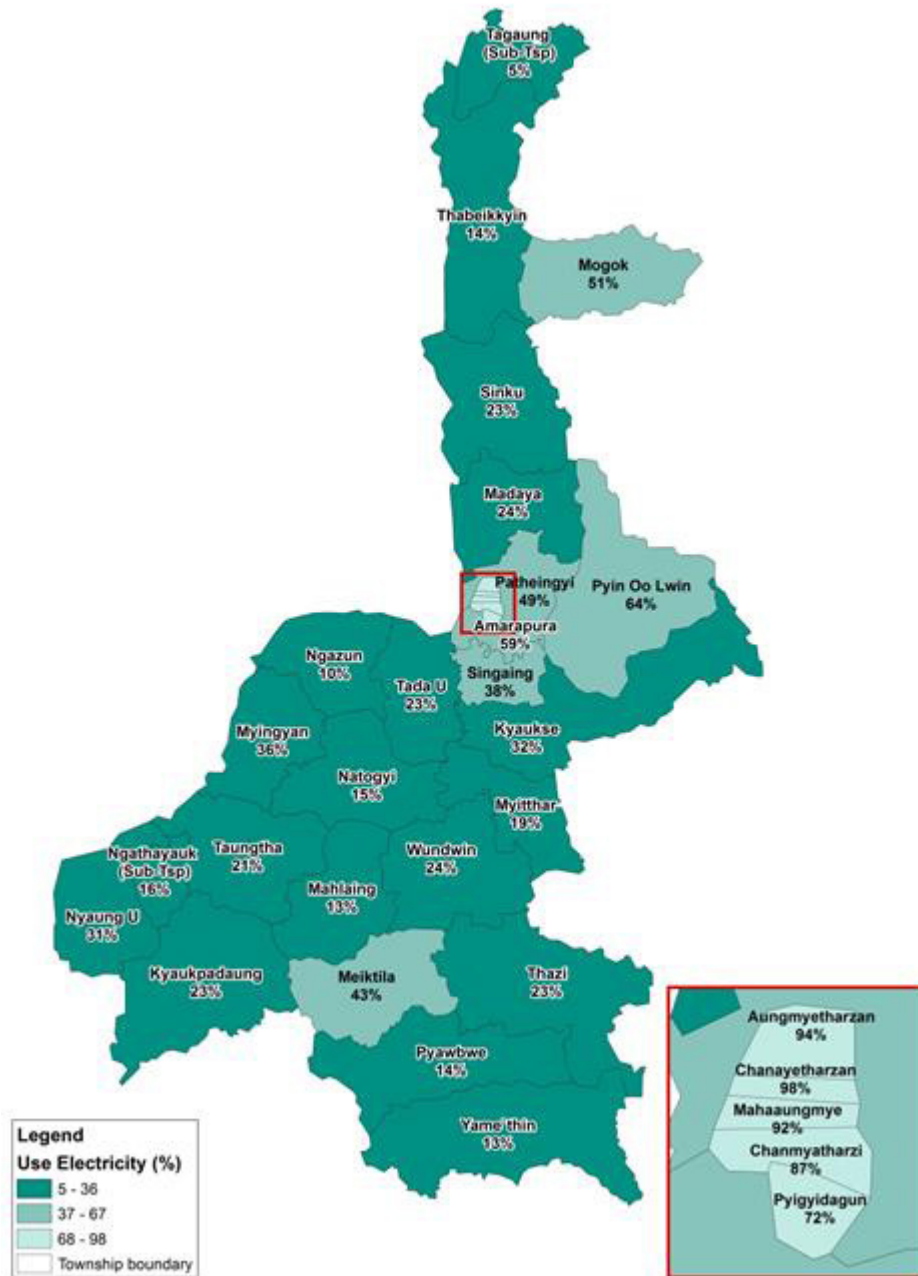 Tagaung
(Sub-Tsp)
5%
Thabeikkyin
14%
Mogok
51%
Sinku
23%
Madaya
24%
Patheingyi
49%
Pyin Oo Lwin
64%
Amarapura
59%
Singaing
38%
Ngazun
10%
Tada U
23%
Kyaukse
32%
Myingyan
36%
Natogyi
15%
Myitthar
19%
Taungtha
21%
Wundwin
24%
Ngathayauk
(Sub-Tsp)
16%
Mahlaing
13%
Nyaung U
31%
Kyaukpadaung
23%
Meiktila
43%
Thazi
23%
Pyawbwe
14%
Yame'thin
13%
Aungmyetharzan
94%
Chanayetharzan
98%
Mahaaungmye
92%
Chanmyatharzi
87%
Pyigyidagun
72%
Legend
Use Electricity (%)
5 - 36
37 - 67
68 - 98
Township boundary